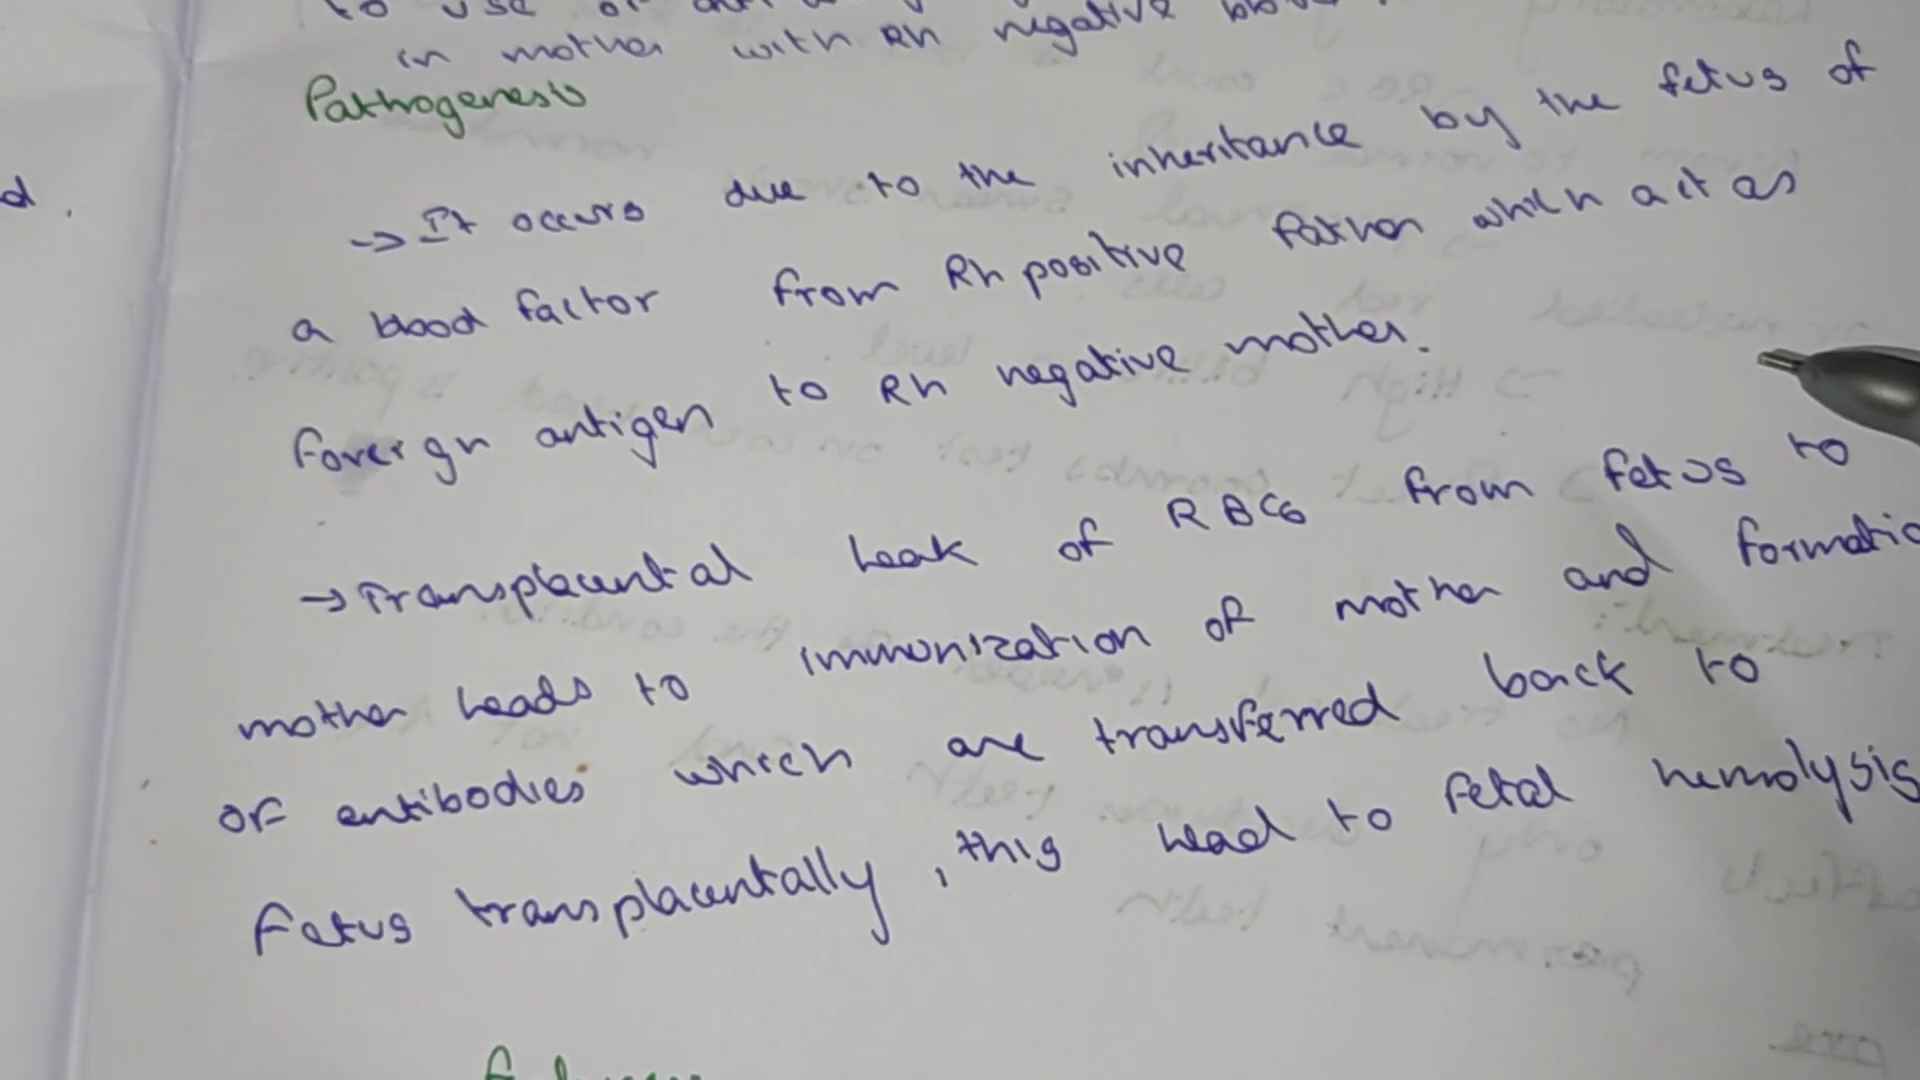 to use of
in mother with Rh negative
Pathogenesis
d.
→ It occurs due to the inheritance by the fetus of
a blood factor from Rh positive father which act as
foreign antigen to Rh negative mother.
→ Transplacental leak of RBCs from fetus to
mother leads to immunization of mother and formatio
of antibodies which are transferred back to
fetus transplacentally, this lead to fetal hemolysis